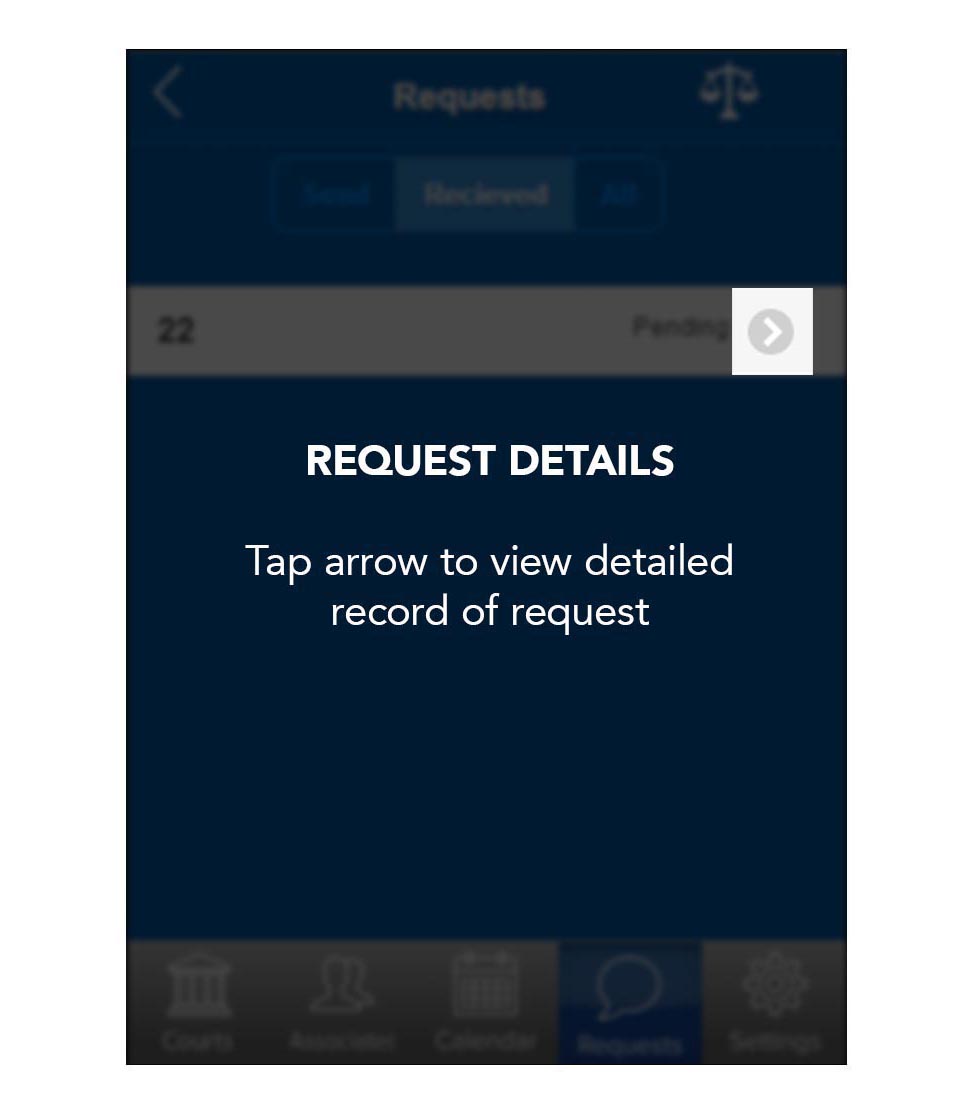 Requests
Send Recieved All
22 Pending
REQUEST DETAILS
Tap arrow to view detailed
record of request
Courts Associates Calendar Requests Settings